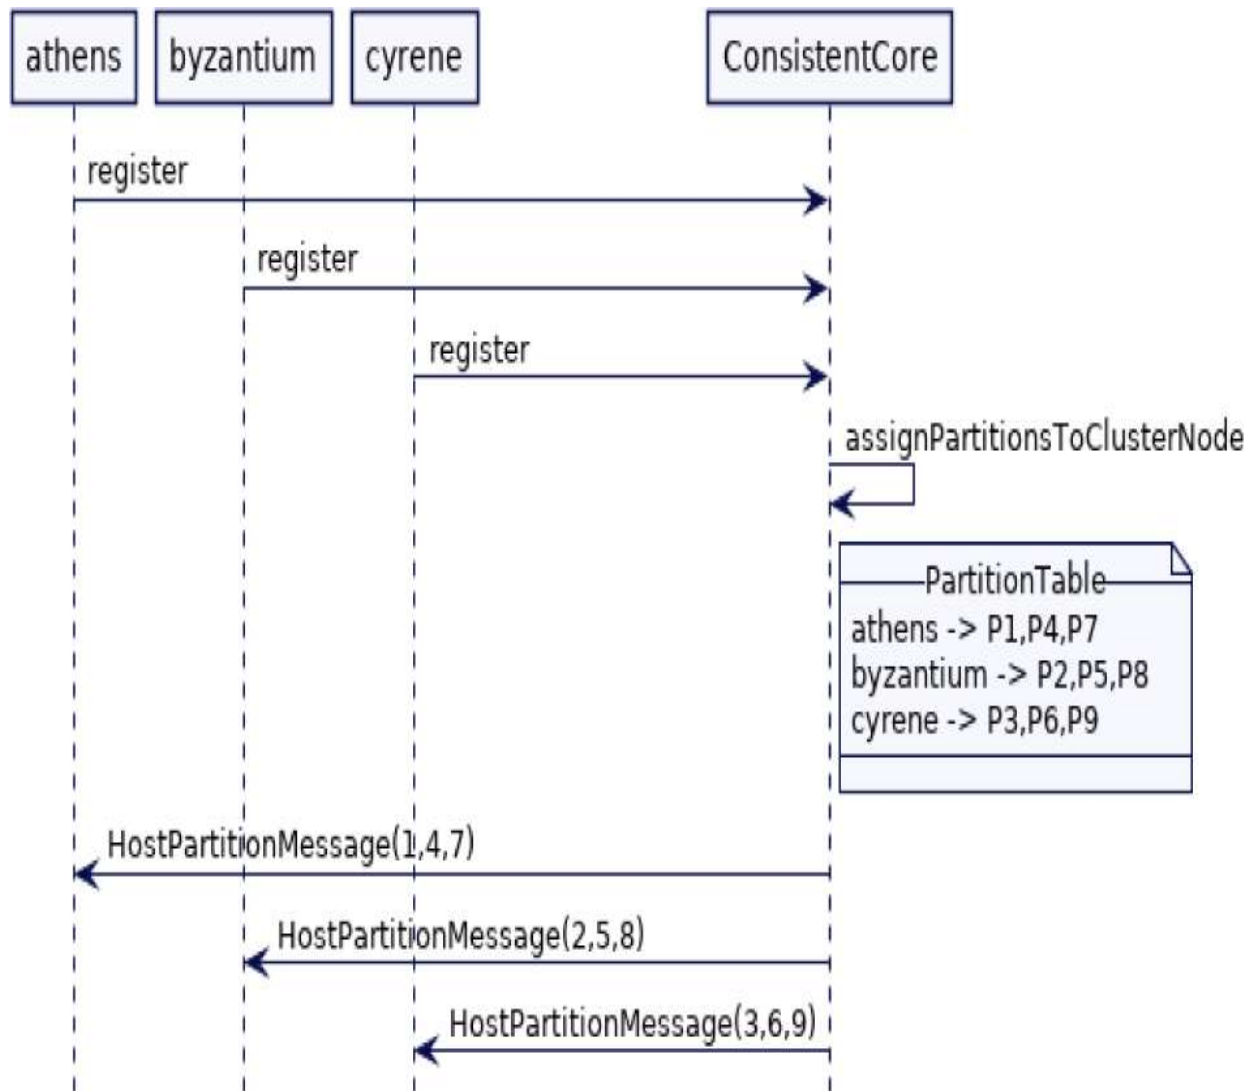 athens
byzantium
cyrene
ConsistentCore
register
register
register
assignPartitionsToClusterNode
PartitionTable
athens -> P1,P4,P7
byzantium -> P2,P5,P8
cyrene -> P3,P6,P9
HostPartitionMessage(1,4,7)
HostPartitionMessage(2,5,8)
HostPartitionMessage(3,6,9)